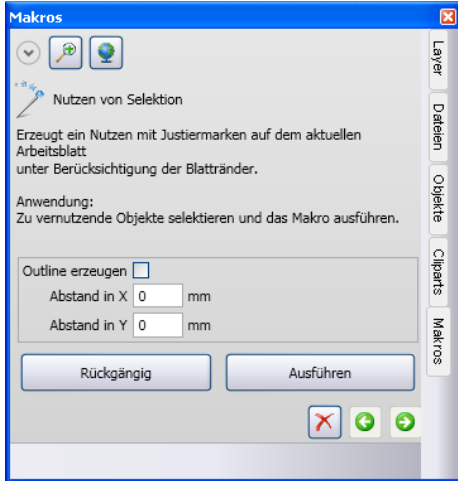 Makros
Nutzen von Selektion
Erzeugt ein Nutzen mit Justiermarken auf dem aktuellen
Arbeitsblatt
unter Berücksichtigung der Blattränder.
Anwendung:
Zu vernutzende Objekte selektieren und das Makro ausführen.
Outline erzeugen
Abstand in X 0 mm
Abstand in Y 0 mm
Rückgängig Ausführen
Layer
Dateien
Objekte
Cliparts
Makros